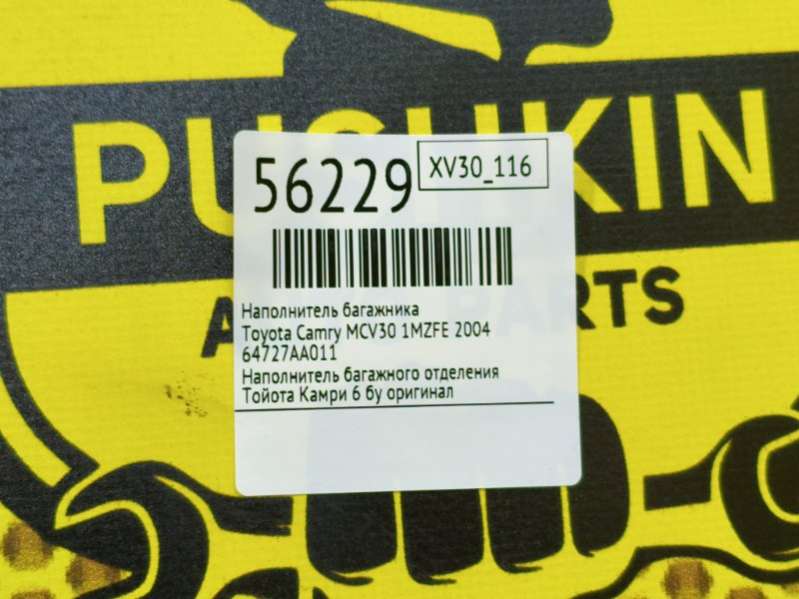 PUSHKIN
56229
XV30_116
PARTS
Наполнитель багажника
Toyota Camry MCV30 1MZFE 2004
64727AA011
Наполнитель багажного отделения
Тойота Камри 6 бу оригинал